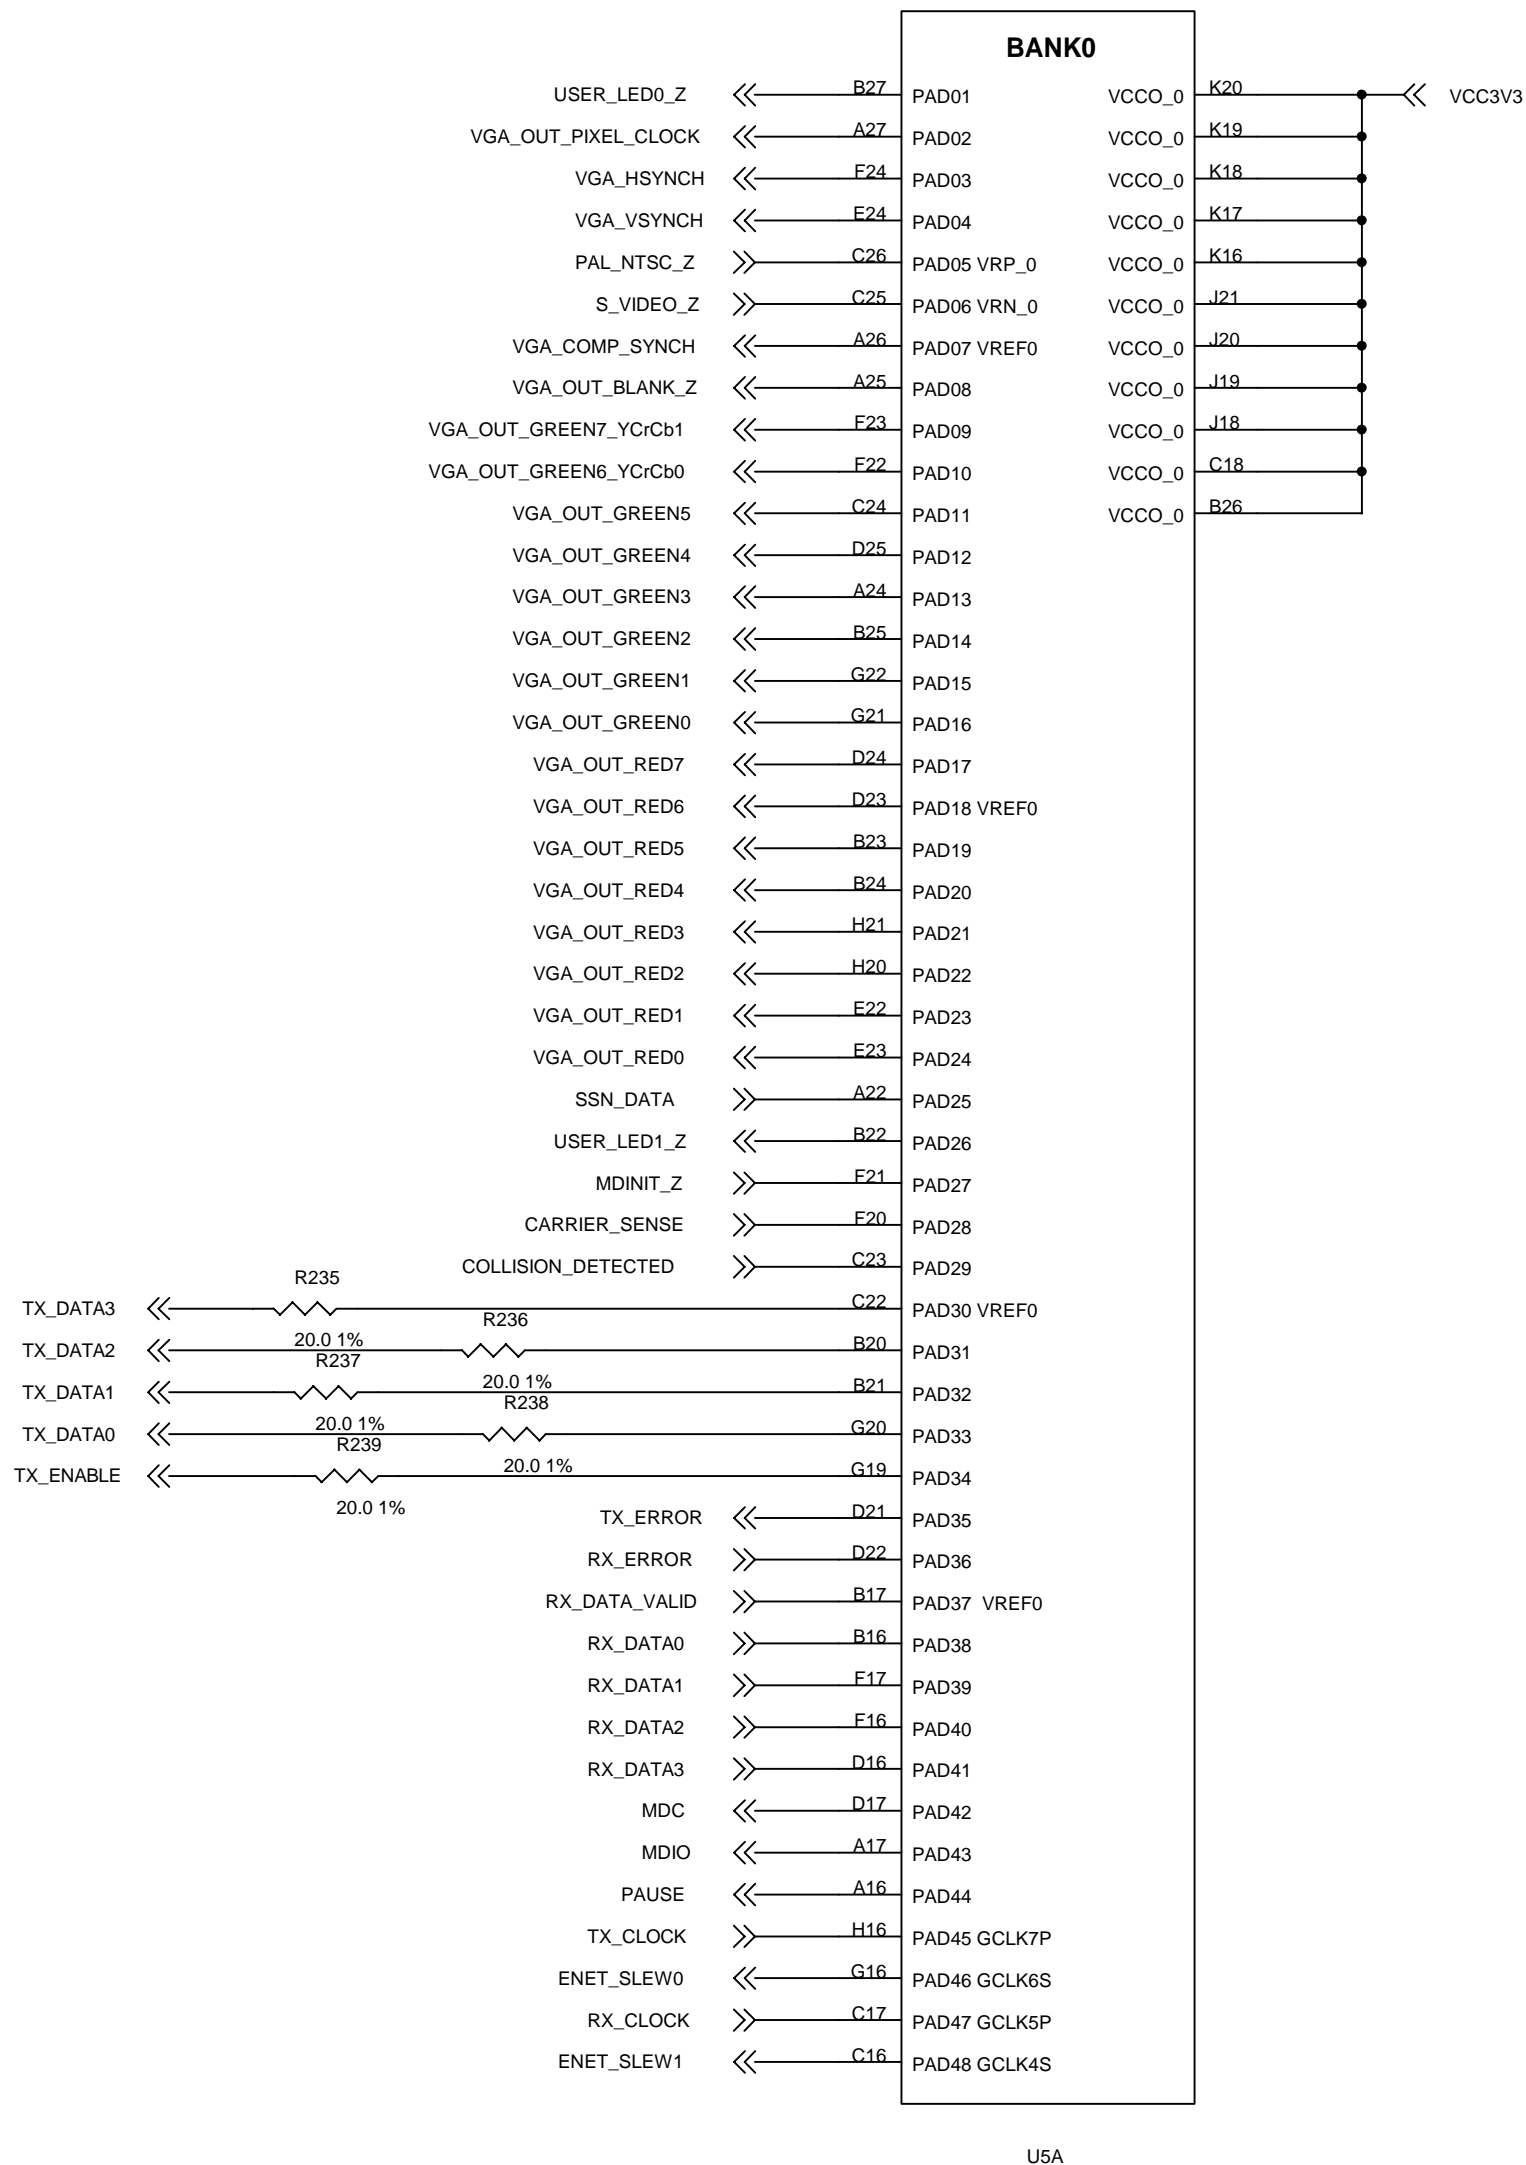 BANK0
USER_LED0_Z B27 PAD01 VCCO_0 K20 VCC3V3
VGA_OUT_PIXEL_CLOCK A27 PAD02 VCCO_0 K19
VGA_HSYNCH F24 PAD03 VCCO_0 K18
VGA_VSYNCH E24 PAD04 VCCO_0 K17
PAL_NTSC_Z C26 PAD05 VRP_0 VCCO_0 K16
S_VIDEO_Z C25 PAD06 VRN_0 VCCO_0 J21
VGA_COMP_SYNCH A26 PAD07 VREF0 VCCO_0 J20
VGA_OUT_BLANK_Z A25 PAD08 VCCO_0 J19
VGA_OUT_GREEN7_YCrCb1 F23 PAD09 VCCO_0 J18
VGA_OUT_GREEN6_YCrCb0 F22 PAD10 VCCO_0 C18
VGA_OUT_GREEN5 C24 PAD11 VCCO_0 B26
VGA_OUT_GREEN4 D25 PAD12
VGA_OUT_GREEN3 A24 PAD13
VGA_OUT_GREEN2 B25 PAD14
VGA_OUT_GREEN1 G22 PAD15
VGA_OUT_GREEN0 G21 PAD16
VGA_OUT_RED7 D24 PAD17
VGA_OUT_RED6 D23 PAD18 VREF0
VGA_OUT_RED5 B23 PAD19
VGA_OUT_RED4 B24 PAD20
VGA_OUT_RED3 H21 PAD21
VGA_OUT_RED2 H20 PAD22
VGA_OUT_RED1 E22 PAD23
VGA_OUT_RED0 E23 PAD24
SSN_DATA A22 PAD25
USER_LED1_Z B22 PAD26
MDINIT_Z F21 PAD27
CARRIER_SENSE F20 PAD28
COLLISION_DETECTED C23 PAD29
R235
TX_DATA3 C22 PAD30 VREF0
R236
20.0 1%
TX_DATA2 B20 PAD31
R237
20.0 1%
TX_DATA1 B21 PAD32
R238
20.0 1%
TX_DATA0 G20 PAD33
R239
20.0 1%
TX_ENABLE G19 PAD34
20.0 1%
TX_ERROR D21 PAD35
RX_ERROR D22 PAD36
RX_DATA_VALID B17 PAD37 VREF0
RX_DATA0 B16 PAD38
RX_DATA1 F17 PAD39
RX_DATA2 F16 PAD40
RX_DATA3 D16 PAD41
MDC D17 PAD42
MDIO A17 PAD43
PAUSE A16 PAD44
TX_CLOCK H16 PAD45 GCLK7P
ENET_SLEW0 G16 PAD46 GCLK6S
RX_CLOCK C17 PAD47 GCLK5P
ENET_SLEW1 C16 PAD48 GCLK4S
U5A